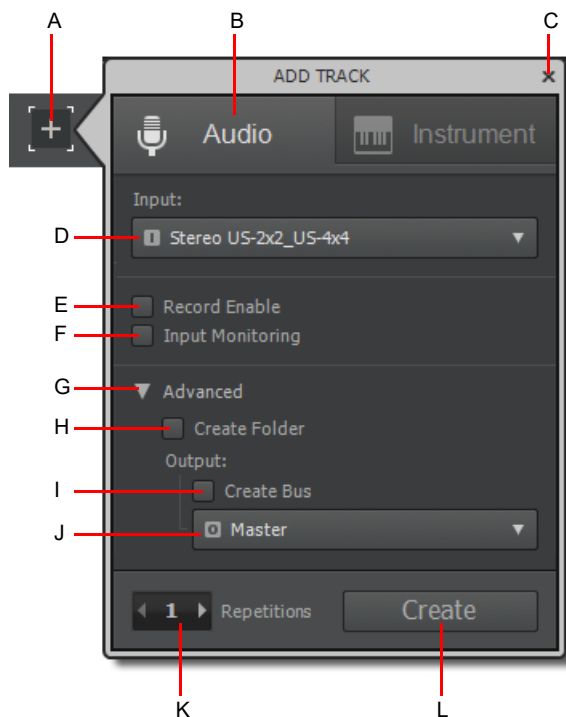 A
B
C
ADD TRACK
Audio
Instrument
Input:
D
I Stereo US-2x2_US-4x4
E
Record Enable
F
Input Monitoring
G
Advanced
H
Create Folder
Output:
I
Create Bus
J
O Master
1 Repetitions
Create
K
L